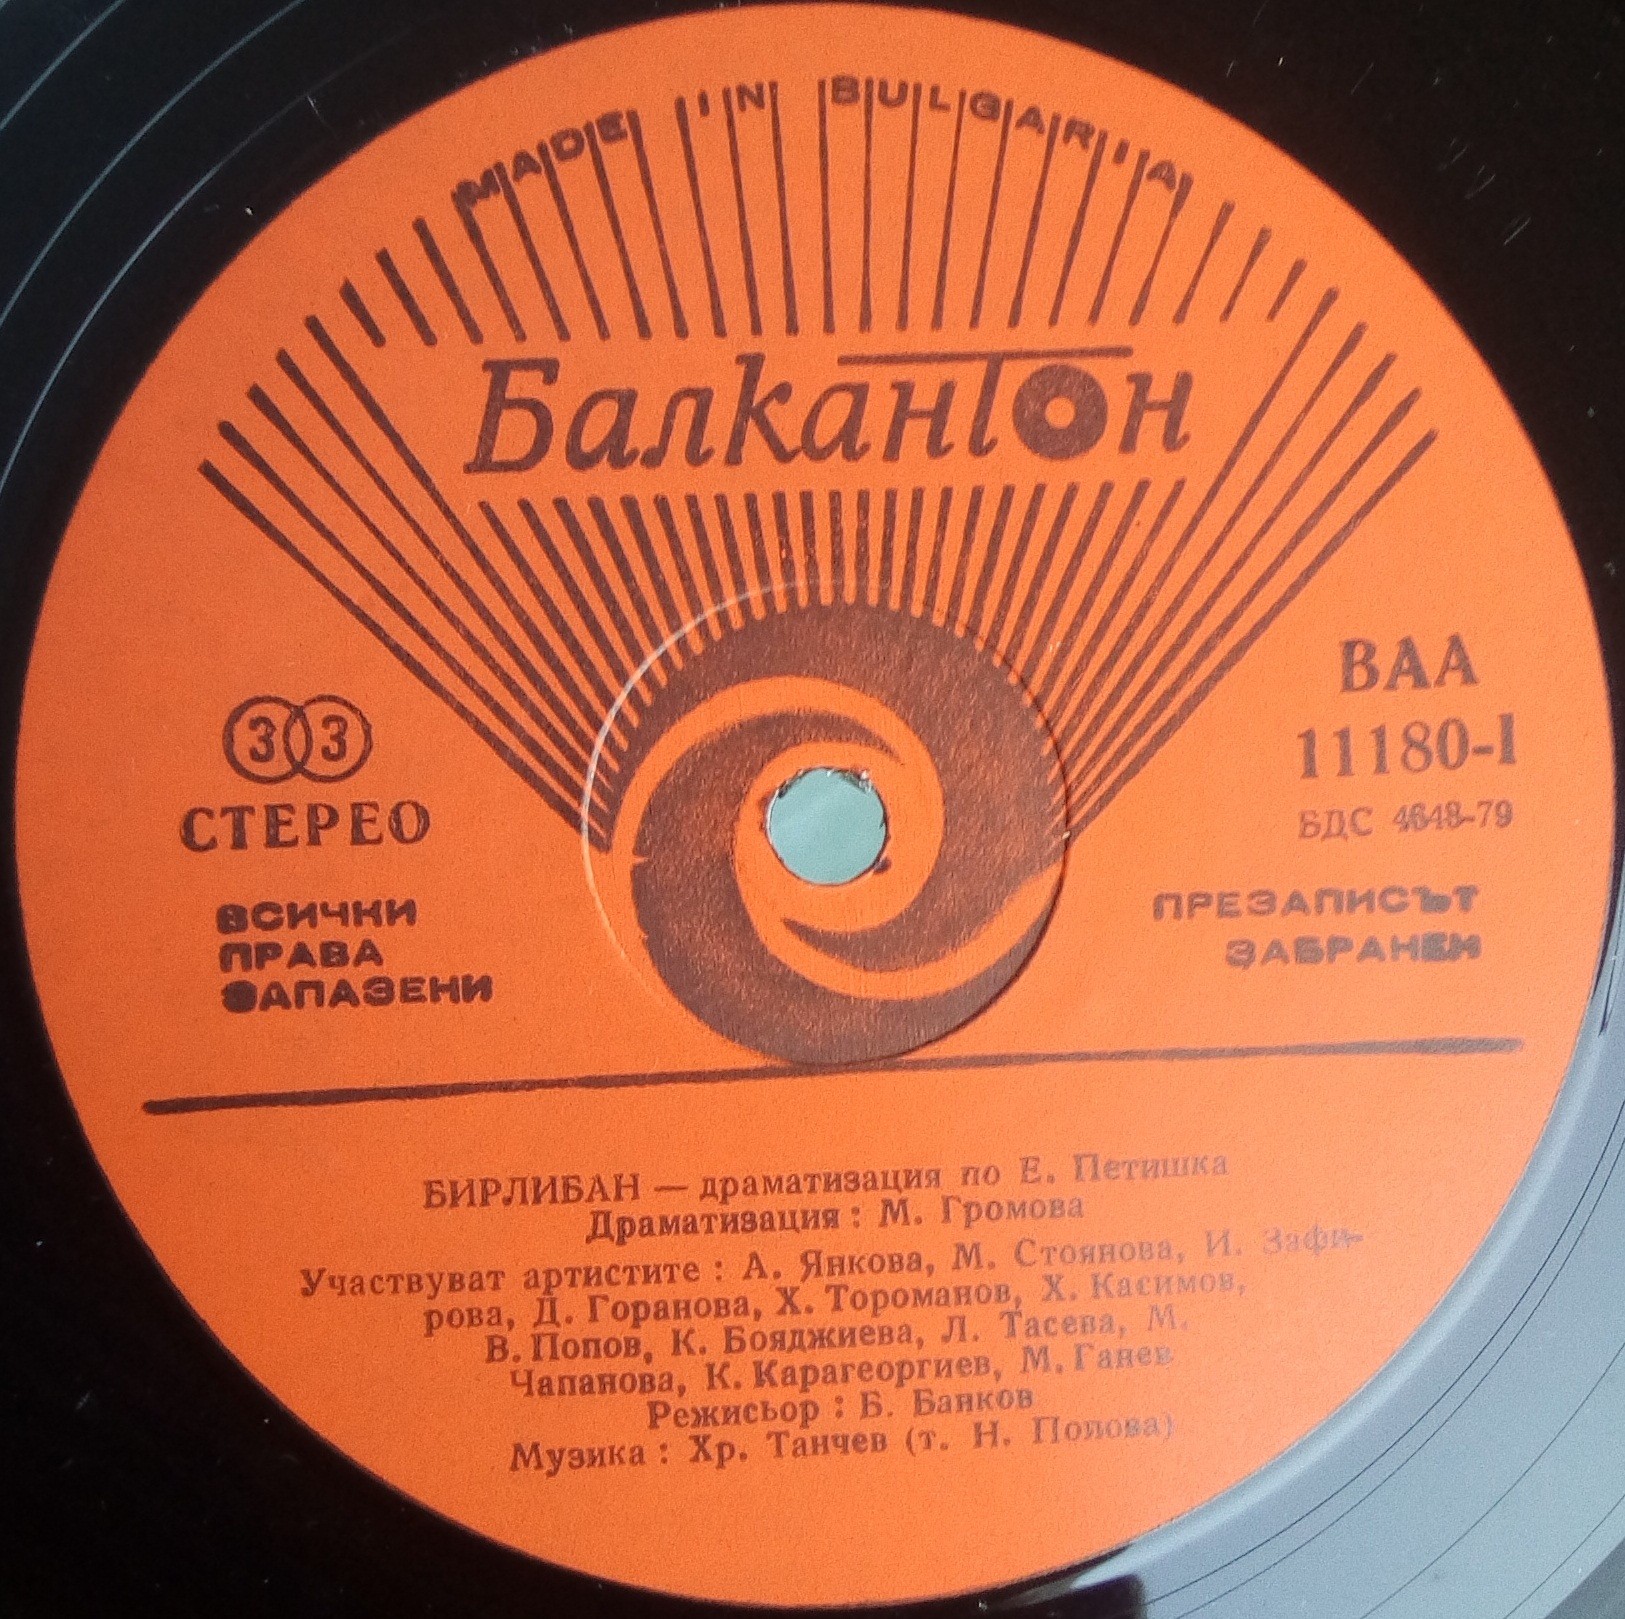 MADE IN BULGARIA
Балкантон
33
СТЕРЕО
ВСИЧКИ
ПРАВА
ЗАПАЗЕНИ
ВАА
11180-I
БДС 4648-79
ПРЕЗАПИСЪТ
ЗАБРАНЕН
БИРЛИБАН — драматизация по Е. Петишка
Драматизация : М. Громова
Участвуват артистите : А. Янкова, М. Стоянова, И. Зафи-
рова, Д. Горанова, Х. Тороманов, Х. Касимов,
В. Попов, К. Бояджиева, Л. Тасева, М.
Чапанова, К. Карагеоргиев, М. Ганев
Режисьор : Б. Банков
Музика : Хр. Танчев (т. Н. Попова)